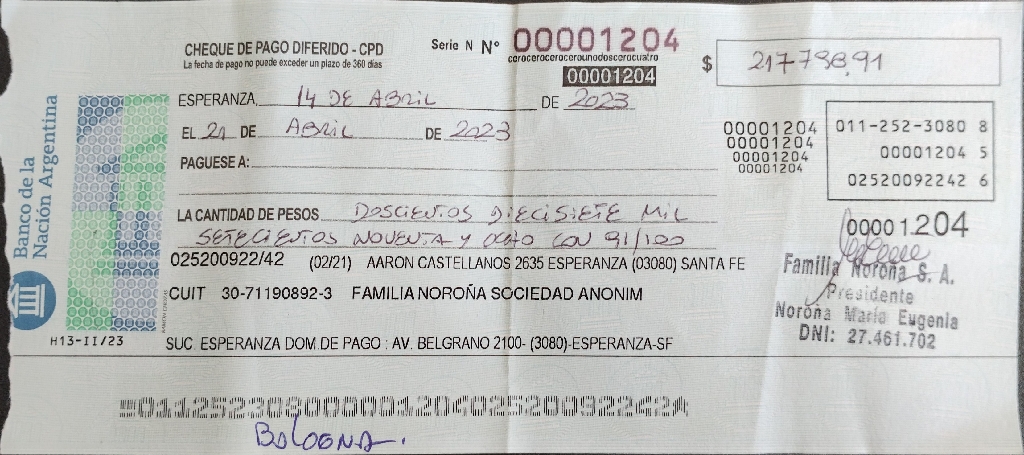 CHEQUE DE PAGO DIFERIDO - CPD
La fecha de pago no puede exceder un plazo de 360 días
Serie N Nº 00001204
cerocerocerocerounodoscerocuatro
00001204
$ 217798,91
ESPERANZA, 14 DE ABRIL DE 2023
EL 21 DE ABRIL DE 2023
PAGUESE A:
00001204
00001204
00001204
00001204
011-252-3080 8
00001204 5
02520092242 6
LA CANTIDAD DE PESOS DOSCIENTOS DIECISIETE MIL
SETECIENTOS NOVENTA Y OCHO CON 91/100
00001204
025200922/42 (02/21) AARON CASTELLANOS 2635 ESPERANZA (03080) SANTA FE
CUIT 30-71190892-3 FAMILIA NOROÑA SOCIEDAD ANONIM
Familia Noroña S. A.
Presidente
Noroña María Eugenia
DNI: 27.461.702
SUC ESPERANZA DOM.DE PAGO : AV. BELGRANO 2100- (3080)-ESPERANZA-SF
Banco de la
Nación Argentina
H13-II/23
01125230800000120402520092242
BOLOGNA.